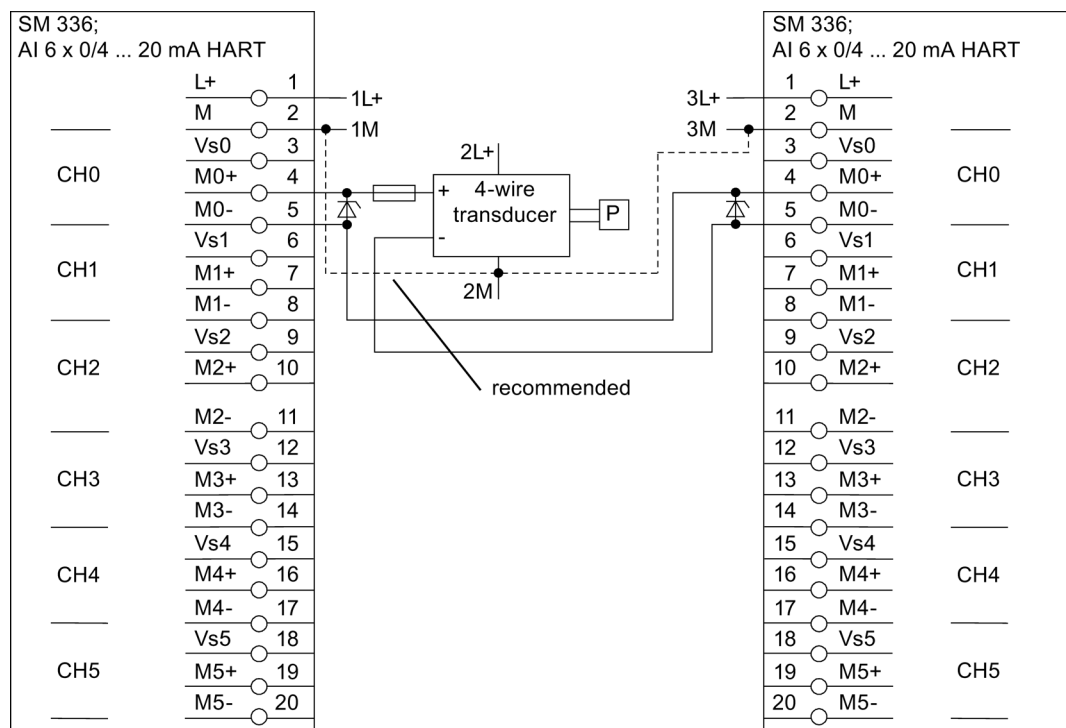 SM 336;
AI 6 x 0/4 ... 20 mA HART
L+ 1
M 2
Vs0 3
CH0 M0+ 4
M0- 5
Vs1 6
CH1 M1+ 7
M1- 8
Vs2 9
CH2 M2+ 10
M2- 11
Vs3 12
CH3 M3+ 13
M3- 14
Vs4 15
CH4 M4+ 16
M4- 17
Vs5 18
CH5 M5+ 19
M5- 20
1L+
1M
2L+
+ 4-wire
transducer
-
P
2M
recommended
3L+
3M
SM 336;
AI 6 x 0/4 ... 20 mA HART
1 L+
2 M
3 Vs0
4 M0+ CH0
5 M0-
6 Vs1
7 M1+ CH1
8 M1-
9 Vs2
10 M2+ CH2
11 M2-
12 Vs3
13 M3+ CH3
14 M3-
15 Vs4
16 M4+ CH4
17 M4-
18 Vs5
19 M5+ CH5
20 M5-